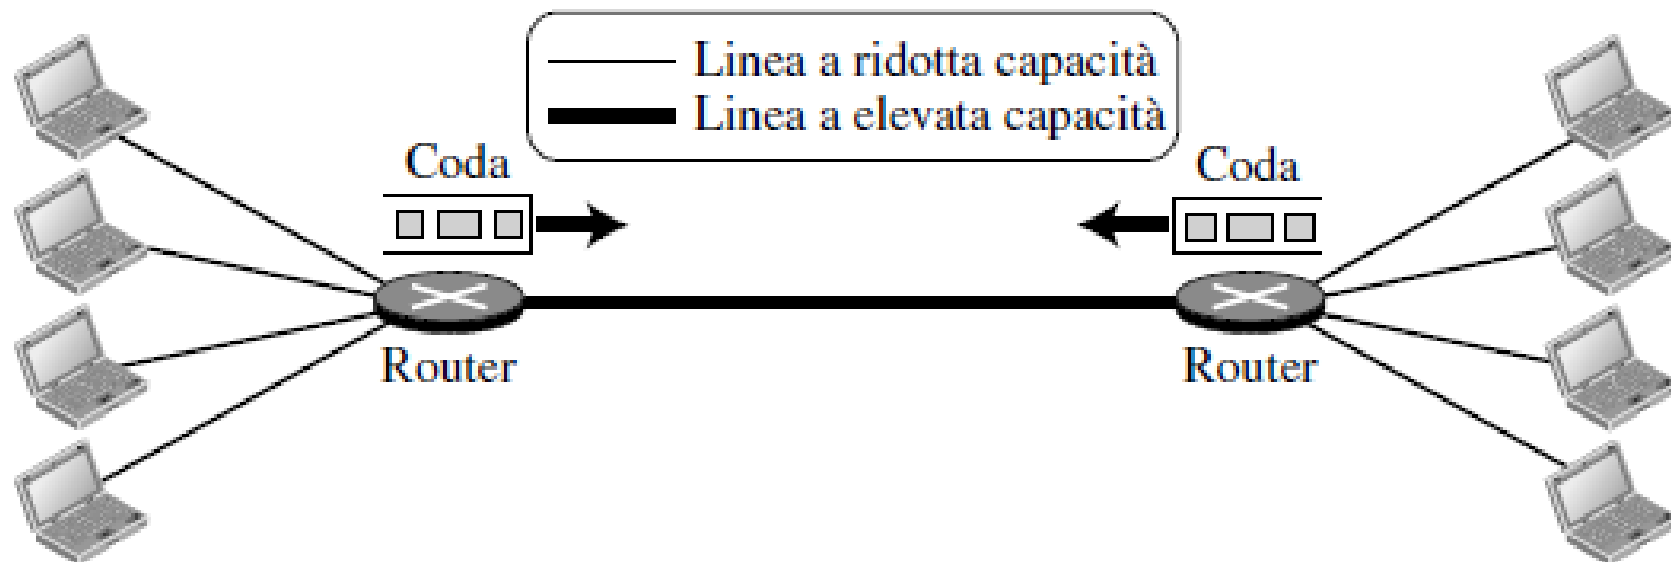 Linea a ridotta capacità
Linea a elevata capacità
Coda
Coda
Router
Router